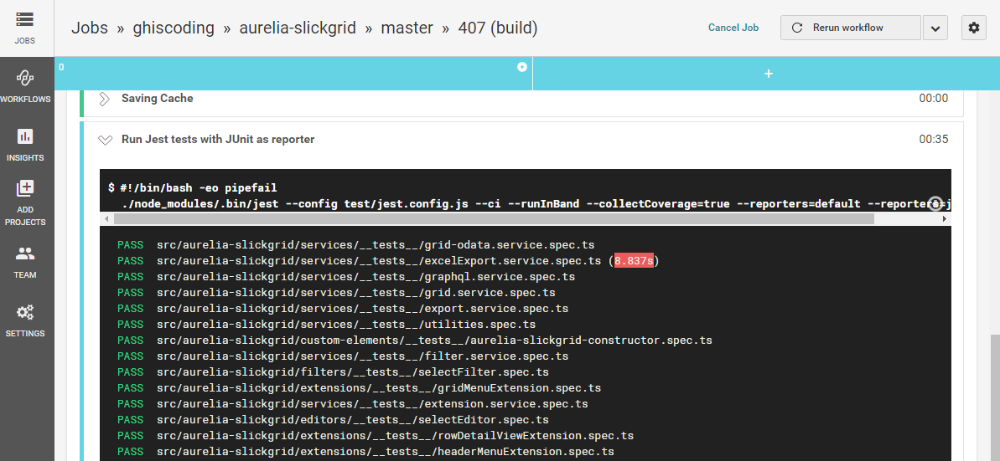 JOBS
Jobs » ghiscoding » aurelia-slickgrid » master » 407 (build)
Cancel Job
Rerun workflow
0
+
WORKFLOWS
INSIGHTS
ADD
PROJECTS
TEAM
SETTINGS
Saving Cache 00:00
Run Jest tests with JUnit as reporter 00:35
$ #!/bin/bash -eo pipefail
./node_modules/.bin/jest --config test/jest.config.js --ci --runInBand --collectCoverage=true --reporters=default --reporters=j
PASS src/aurelia-slickgrid/services/__tests__/grid-odata.service.spec.ts
PASS src/aurelia-slickgrid/services/__tests__/excelExport.service.spec.ts (8.837s)
PASS src/aurelia-slickgrid/services/__tests__/graphql.service.spec.ts
PASS src/aurelia-slickgrid/services/__tests__/grid.service.spec.ts
PASS src/aurelia-slickgrid/services/__tests__/export.service.spec.ts
PASS src/aurelia-slickgrid/services/__tests__/utilities.spec.ts
PASS src/aurelia-slickgrid/custom-elements/__tests__/aurelia-slickgrid-constructor.spec.ts
PASS src/aurelia-slickgrid/services/__tests__/filter.service.spec.ts
PASS src/aurelia-slickgrid/filters/__tests__/selectFilter.spec.ts
PASS src/aurelia-slickgrid/extensions/__tests__/gridMenuExtension.spec.ts
PASS src/aurelia-slickgrid/services/__tests__/extension.service.spec.ts
PASS src/aurelia-slickgrid/editors/__tests__/selectEditor.spec.ts
PASS src/aurelia-slickgrid/extensions/__tests__/rowDetailViewExtension.spec.ts
PASS src/aurelia-slickgrid/extensions/__tests__/headerMenuExtension.spec.ts